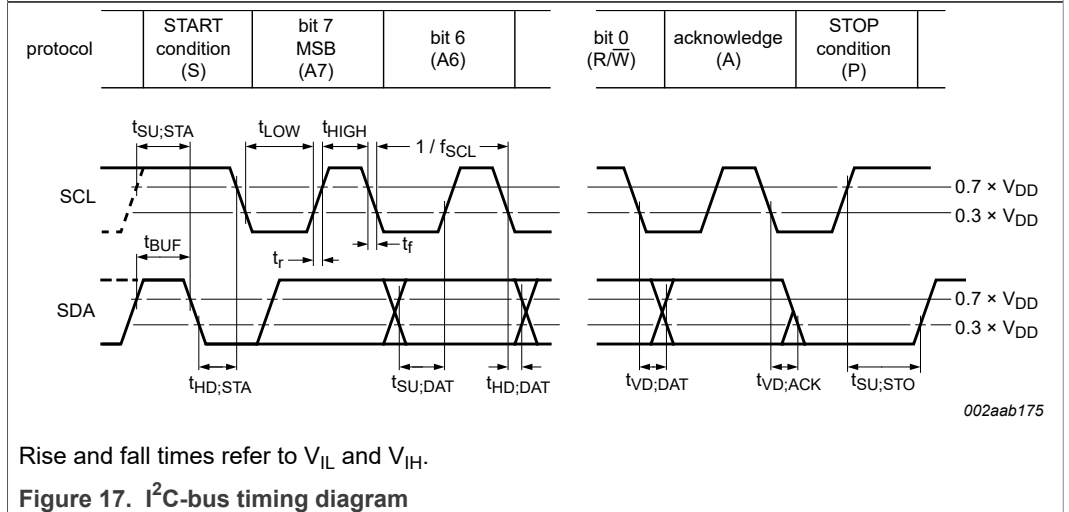 protocol
START condition (S)
bit 7 MSB (A7)
bit 6 (A6)
bit 0 (R/W̅)
acknowledge (A)
STOP condition (P)
tSU;STA
tLOW
tHIGH
1 / fSCL
SCL
0.7 × VDD
0.3 × VDD
tBUF
tr
tf
SDA
0.7 × VDD
0.3 × VDD
tHD;STA
tSU;DAT
tHD;DAT
tVD;DAT
tVD;ACK
tSU;STO
002aab175
Rise and fall times refer to VIL and VIH.
Figure 17. I²C-bus timing diagram